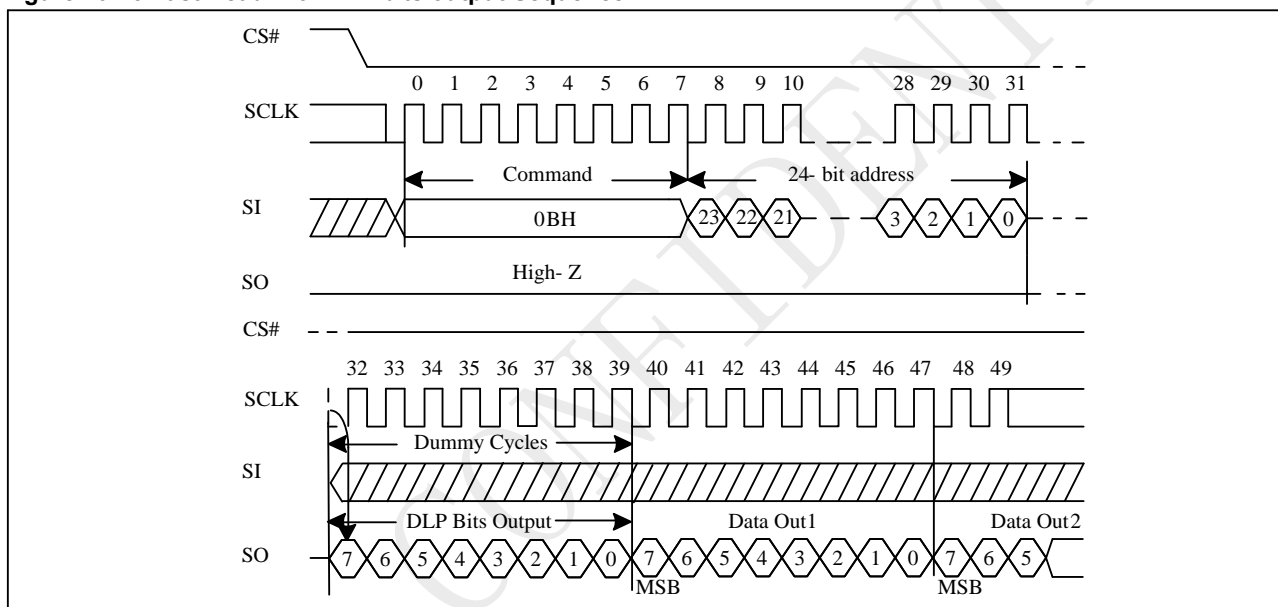 CS#
0 1 2 3 4 5 6 7 8 9 10 28 29 30 31
SCLK
Command 24- bit address
SI 0BH 23 22 21 3 2 1 0
High- Z
SO
CS#
32 33 34 35 36 37 38 39 40 41 42 43 44 45 46 47 48 49
SCLK
Dummy Cycles
SI
DLP Bits Output Data Out1 Data Out2
SO 7 6 5 4 3 2 1 0 7 6 5 4 3 2 1 0 7 6 5
MSB MSB
CONFIDENT